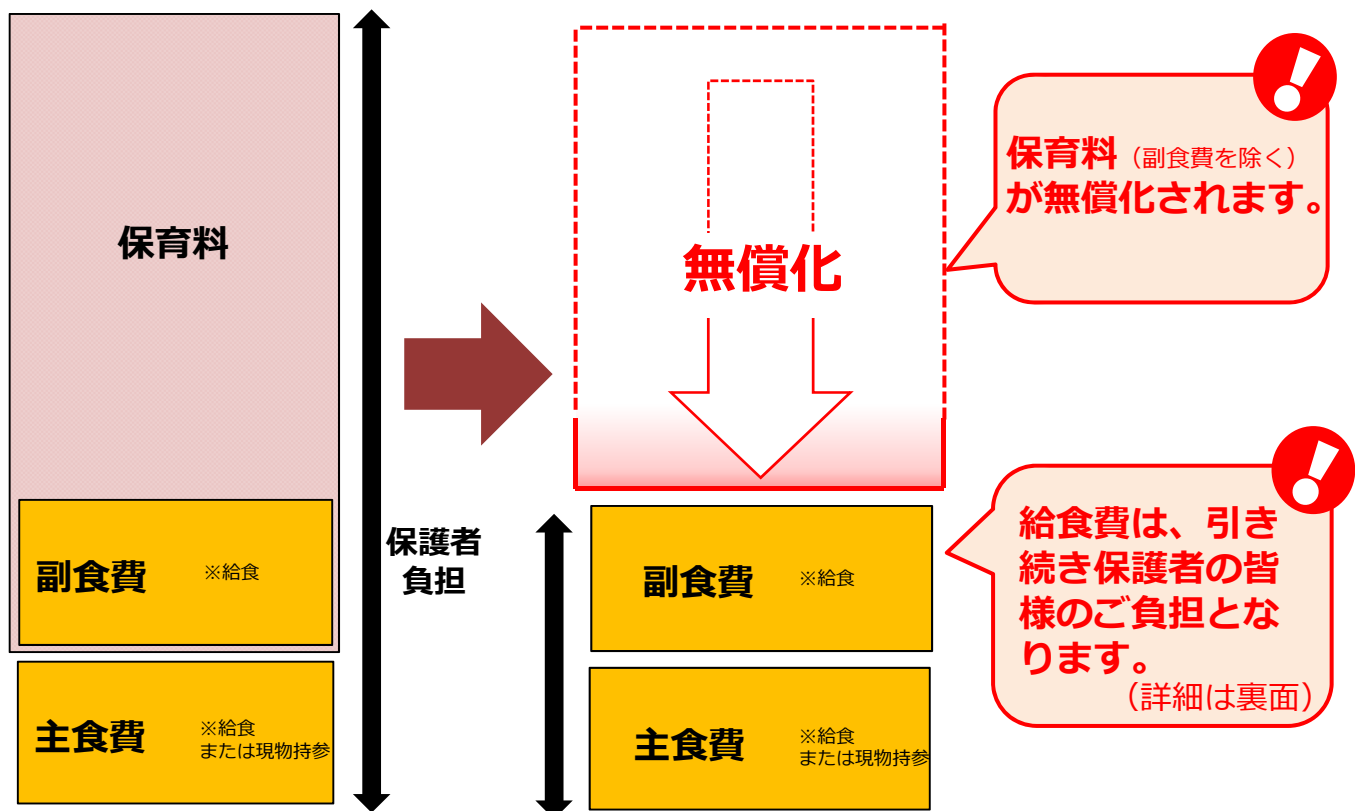 保育料
副食費 ※給食
主食費 ※給食
または現物持参
保護者
負担
無償化
保育料（副食費を除く）
が無償化されます。
副食費 ※給食
主食費 ※給食
または現物持参
給食費は、引き
続き保護者の皆
様のご負担とな
ります。
（詳細は裏面）